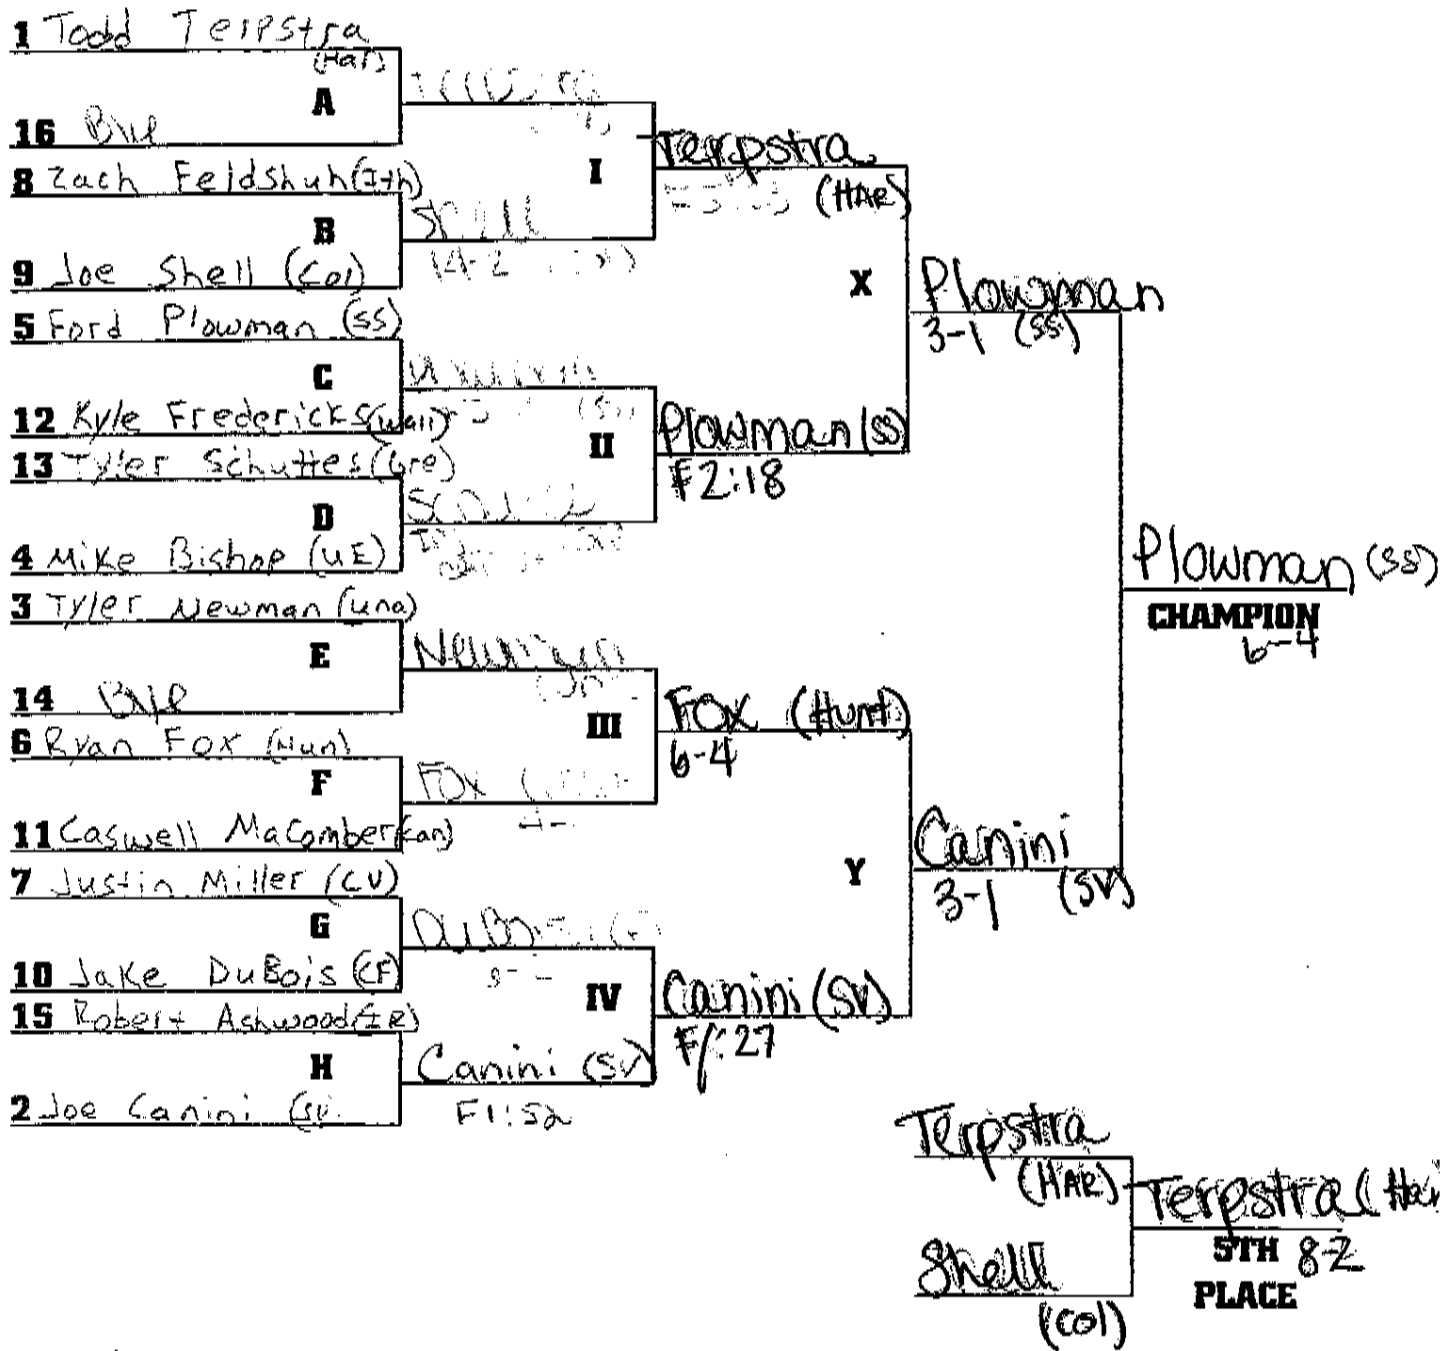 1 Todd Terpstra
(Har)
A
16 Bye
8 Zach Feldshuh (Ith)
B
9 Joe Shell (Col)
5 Ford Plowman (SS)
C
12 Kyle Fredericks (Wall)
13 Tyler Schuttes (Gre)
D
4 Mike Bishop (UE)
3 Tyler Newman (Una)
E
14 Bye
6 Ryan Fox (Hun)
F
11 Caswell Macomber (Can)
7 Justin Miller (CV)
G
10 Jake DuBois (CF)
15 Robert Ashwood (IR)
H
2 Joe Canini (SV
Shell
Newman
Fox
DuBois
Canini (SV)
F1:52
I
II
III
IV
Terpstra
(HAR)
Plowman (SS)
F2:18
Fox (Hunt)
6-4
Canini (SV)
F/:27
X
Y
Plowman
3-1 (SS)
Canini
3-1 (SV)
Plowman (SS)
CHAMPION
6-4
Terpstra
(HAR)
Shell
(Col)
Terpstra (Har
5TH 8-2
PLACE